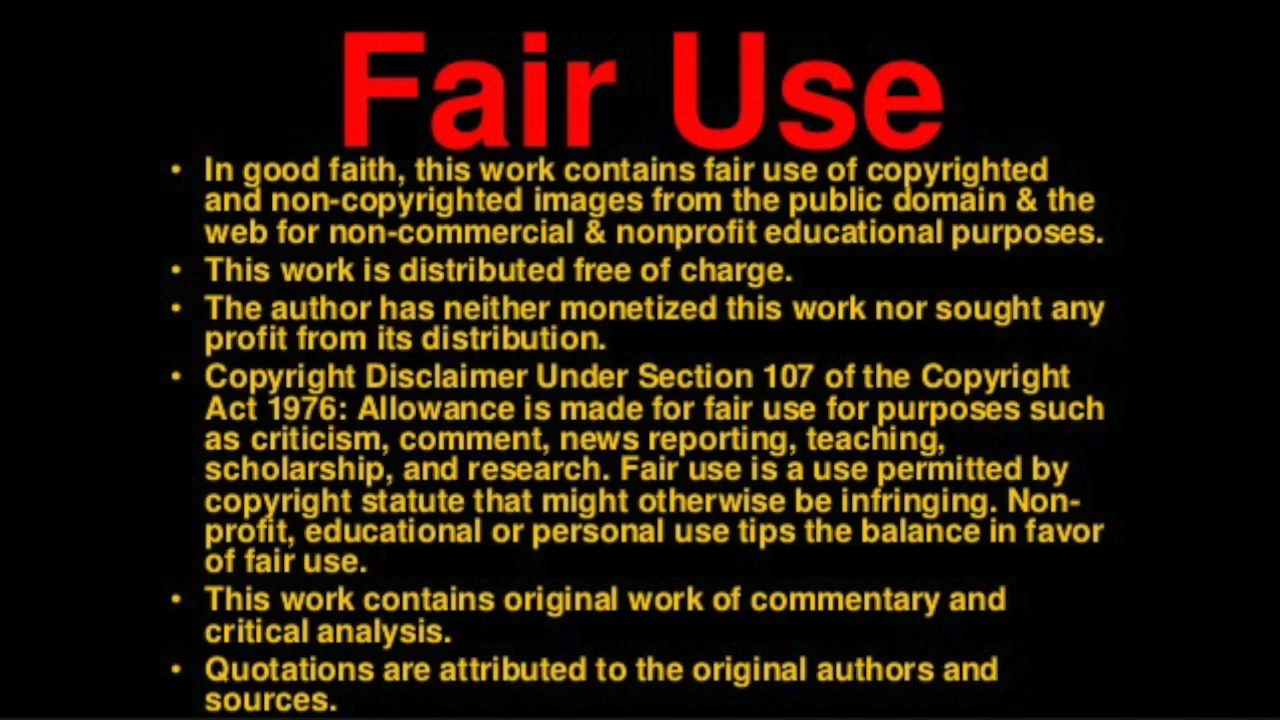 Fair Use
• In good faith, this work contains fair use of copyrighted
and non-copyrighted images from the public domain & the
web for non-commercial & nonprofit educational purposes.
• This work is distributed free of charge.
• The author has neither monetized this work nor sought any
profit from its distribution.
• Copyright Disclaimer Under Section 107 of the Copyright
Act 1976: Allowance is made for fair use for purposes such
as criticism, comment, news reporting, teaching,
scholarship, and research. Fair use is a use permitted by
copyright statute that might otherwise be infringing. Non-
profit, educational or personal use tips the balance in favor
of fair use.
• This work contains original work of commentary and
critical analysis.
• Quotations are attributed to the original authors and
sources.